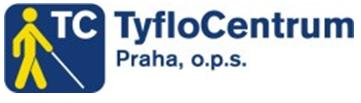 TC
TyfloCentrum
Praha, o.p.s.